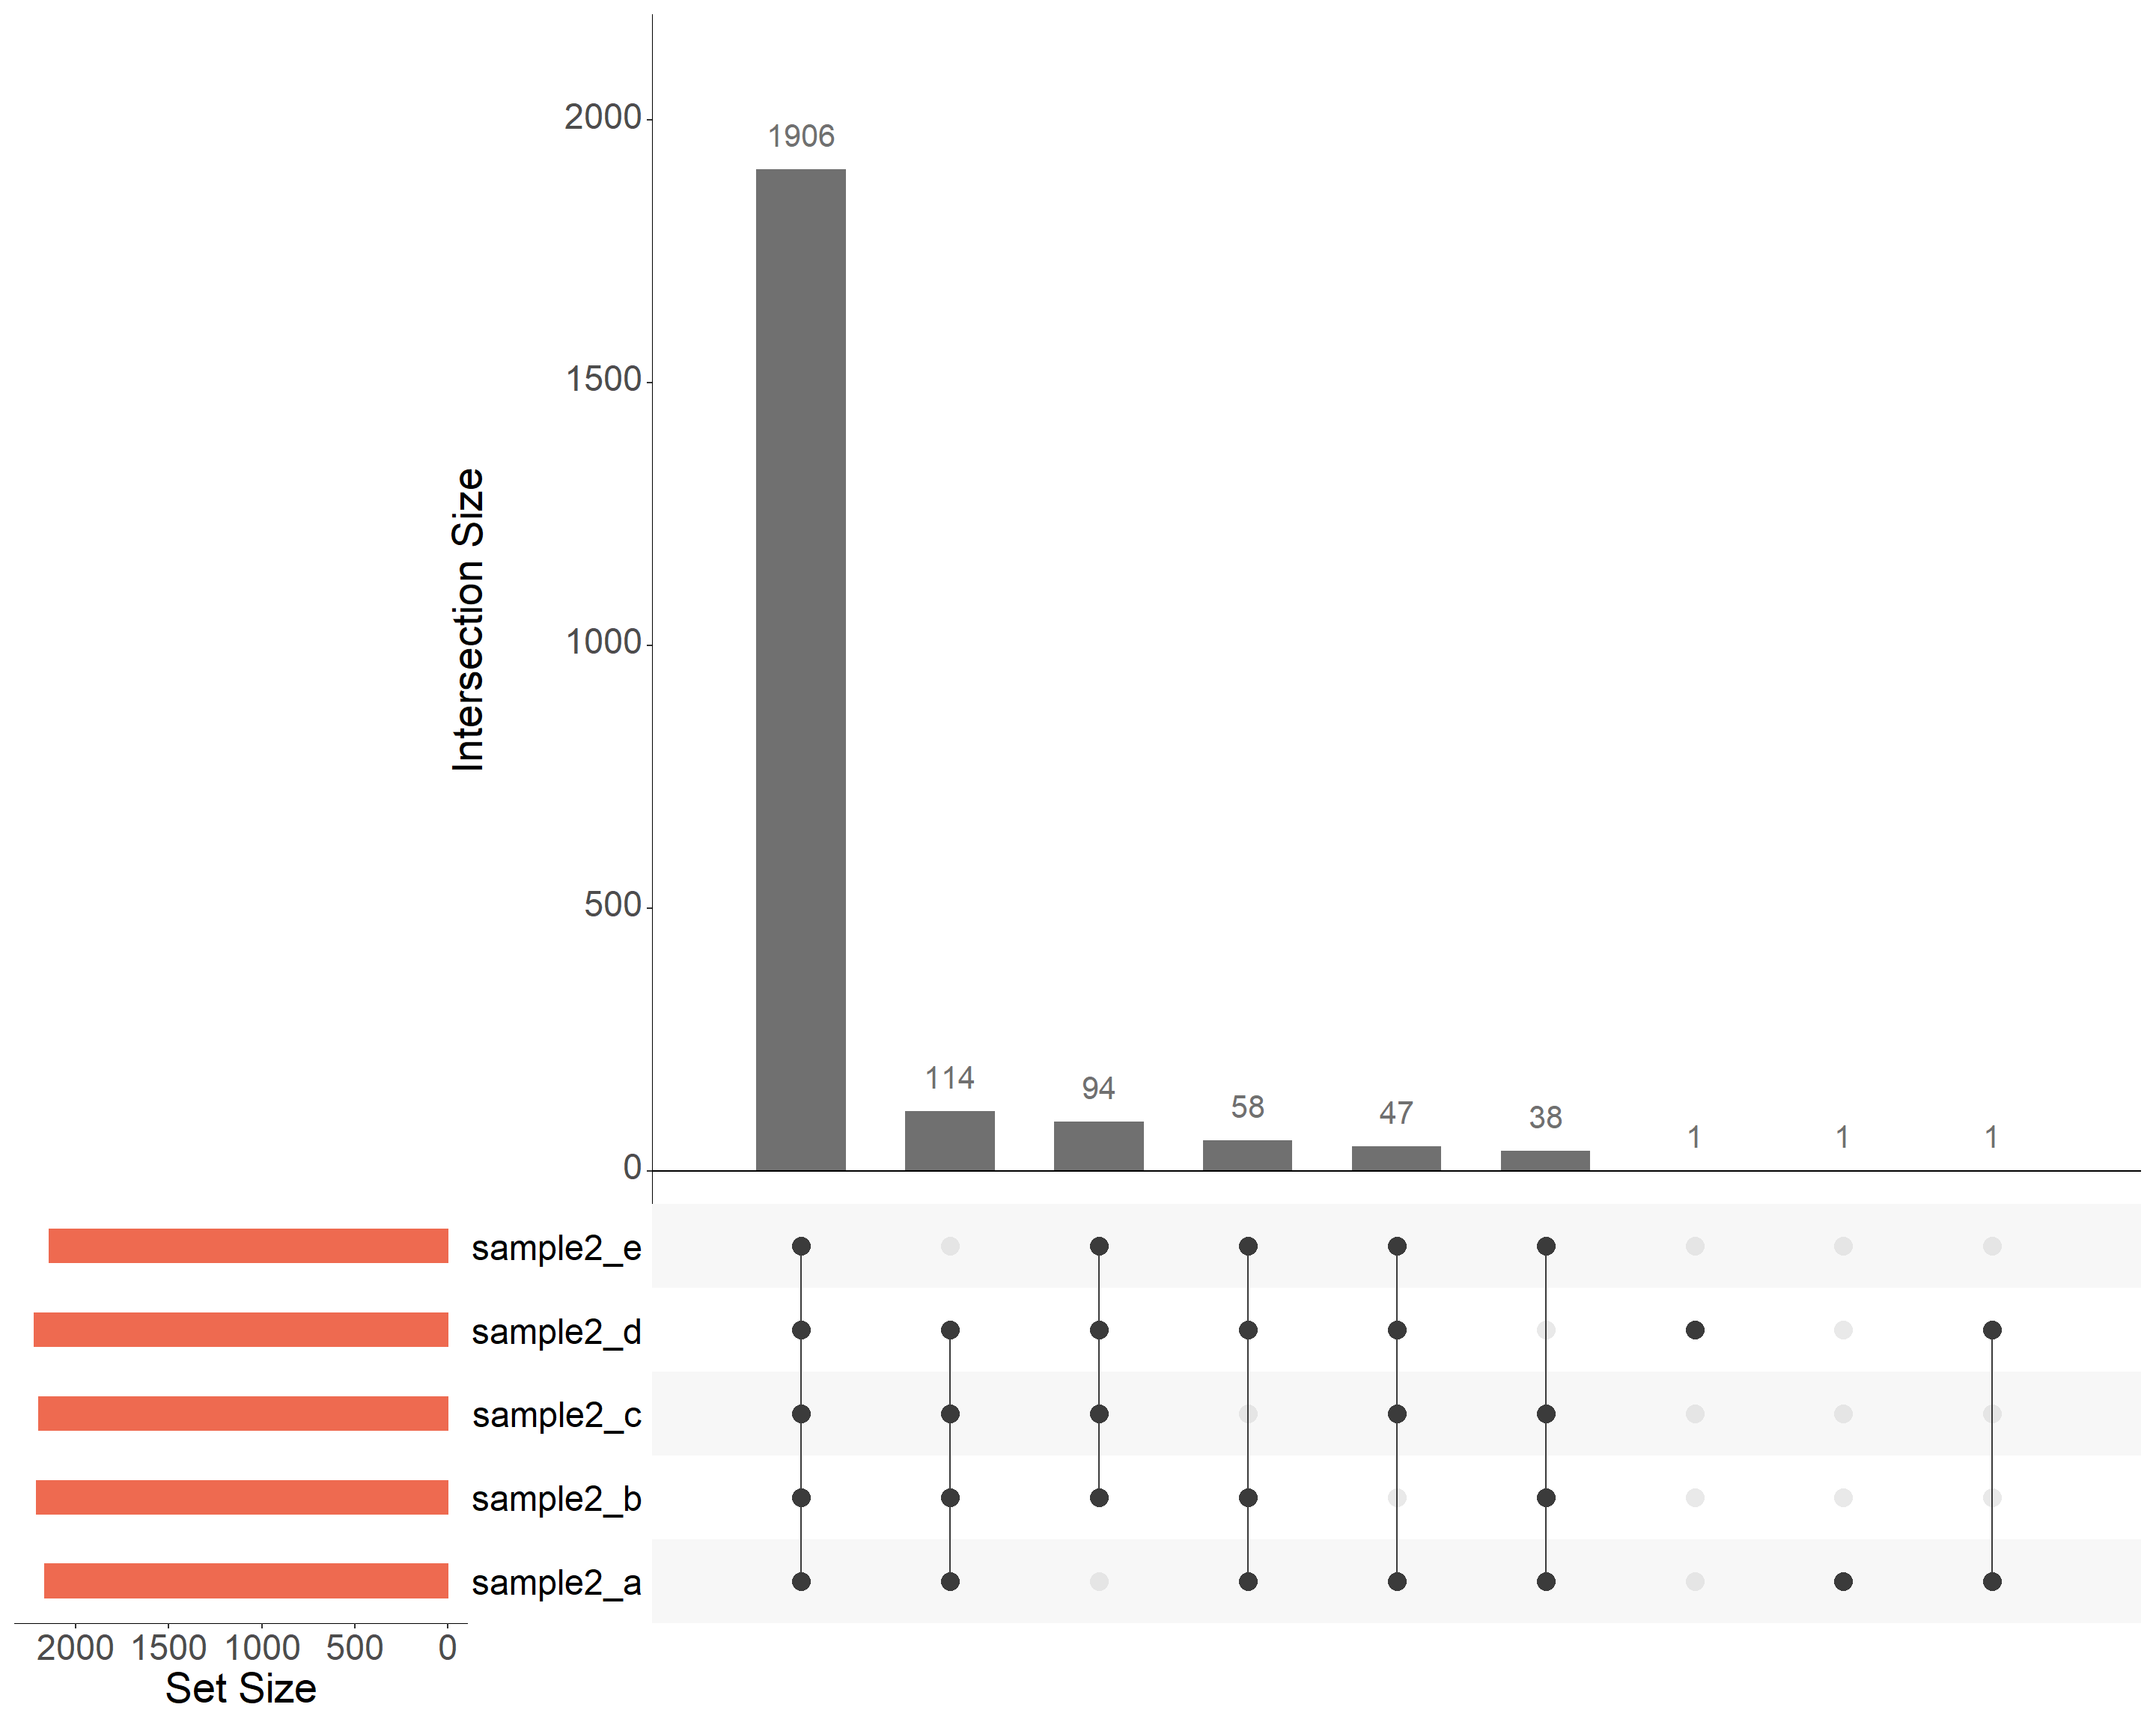 2000
1906
1500
Intersection Size
1000
500
114
94
58
47
38
1
1
1
0
sample2_e
sample2_d
sample2_c
sample2_b
sample2_a
2000 1500 1000 500 0
Set Size